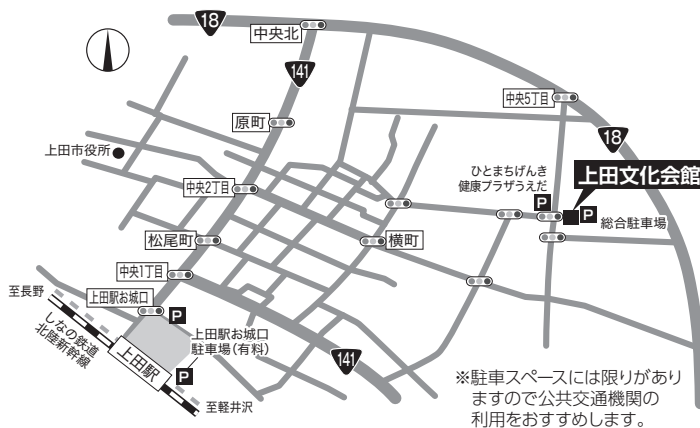 18
中央北
141
中央5丁目
原町
18
上田市役所
ひとまちげんき
健康プラザうえだ
上田文化会館
中央2丁目
P
P
総合駐車場
松尾町
横町
中央1丁目
至長野
上田駅お城口
P
しなの鉄道
北陸新幹線
上田駅お城口
駐車場(有料)
上田駅
141
P
至軽井沢
※駐車スペースには限りがあり
ますので公共交通機関の
利用をおすすめします。